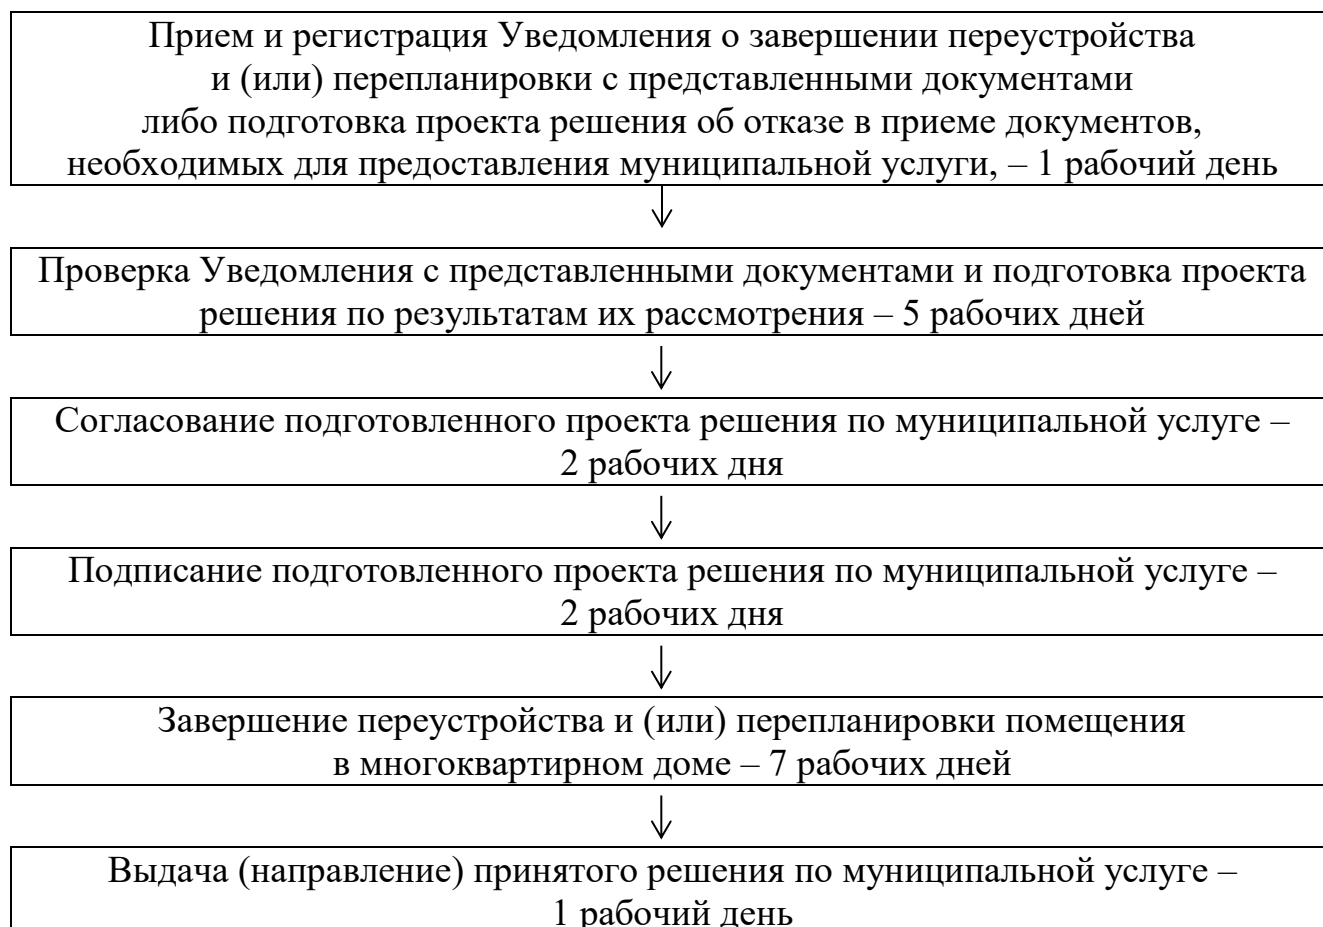 Прием и регистрация Уведомления о завершении переустройства
и (или) перепланировки с представленными документами
либо подготовка проекта решения об отказе в приеме документов,
необходимых для предоставления муниципальной услуги, – 1 рабочий день
Проверка Уведомления с представленными документами и подготовка проекта
решения по результатам их рассмотрения – 5 рабочих дней
Согласование подготовленного проекта решения по муниципальной услуге –
2 рабочих дня
Подписание подготовленного проекта решения по муниципальной услуге –
2 рабочих дня
Завершение переустройства и (или) перепланировки помещения
в многоквартирном доме – 7 рабочих дней
Выдача (направление) принятого решения по муниципальной услуге –
1 рабочий день